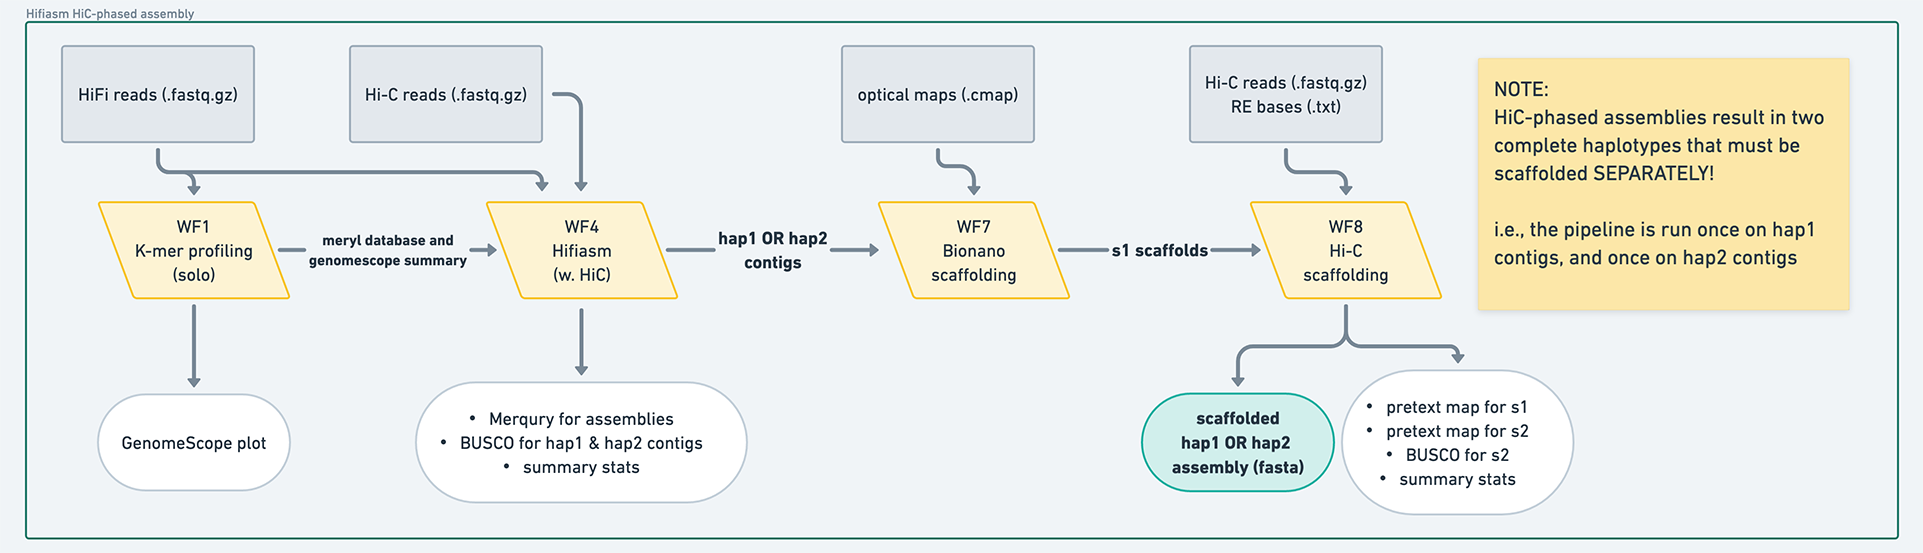 Hifiasm HiC-phased assembly
HiFi reads (.fastq.gz)
Hi-C reads (.fastq.gz)
optical maps (.cmap)
Hi-C reads (.fastq.gz)
RE bases (.txt)
NOTE:
HiC-phased assemblies result in two
complete haplotypes that must be
scaffolded SEPARATELY!
i.e., the pipeline is run once on hap1
contigs, and once on hap2 contigs
WF1
K-mer profiling
(solo)
meryl database and
genomescope summary
WF4
Hifiasm
(w. HiC)
hap1 OR hap2
contigs
WF7
Bionano
scaffolding
s1 scaffolds
WF8
Hi-C
scaffolding
GenomeScope plot
• Merqury for assemblies
• BUSCO for hap1 & hap2 contigs
• summary stats
scaffolded
hap1 OR hap2
assembly (fasta)
• pretext map for s1
• pretext map for s2
• BUSCO for s2
• summary stats